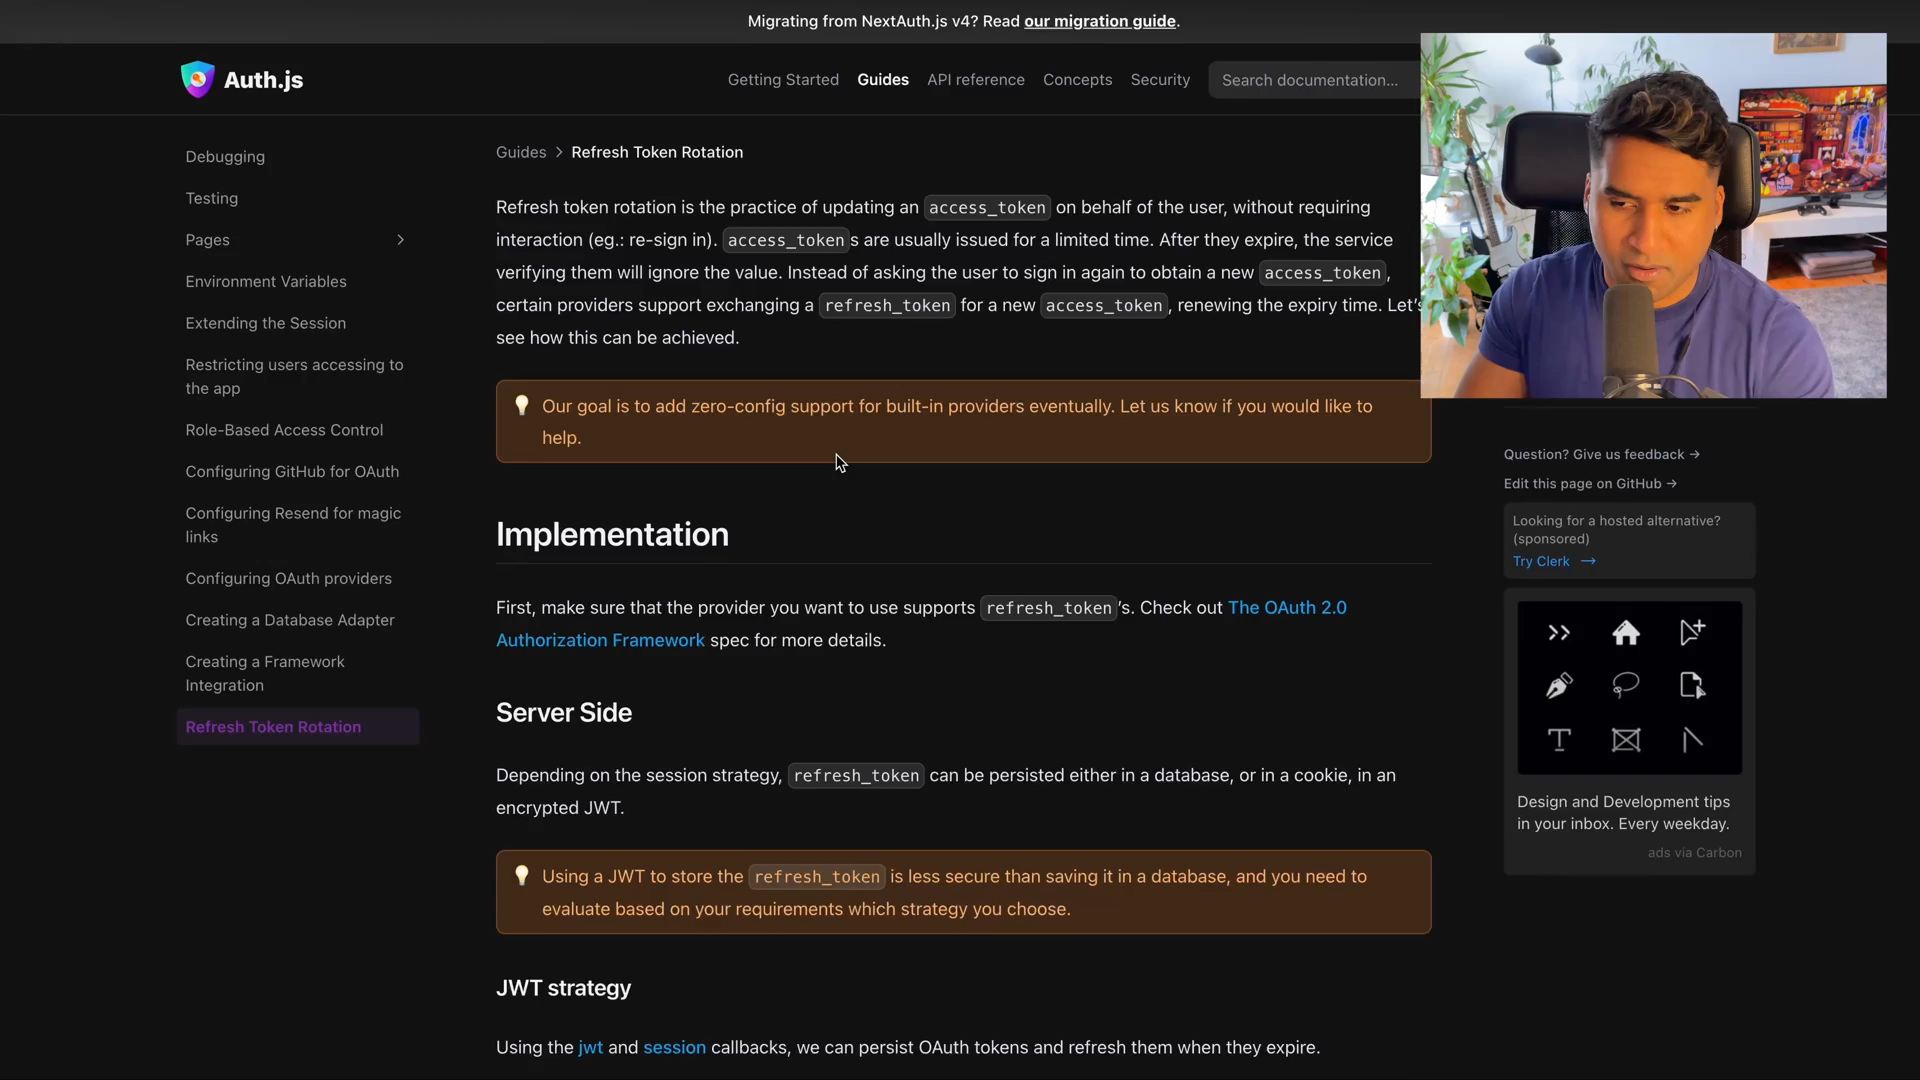 Migrating from NextAuth.js v4? Read our migration guide.
Auth.js
Getting Started
Guides
API reference
Concepts
Security
Search documentation...
Debugging
Testing
Pages
Environment Variables
Extending the Session
Restricting users accessing to
the app
Role-Based Access Control
Configuring GitHub for OAuth
Configuring Resend for magic
links
Configuring OAuth providers
Creating a Database Adapter
Creating a Framework
Integration
Refresh Token Rotation
Guides > Refresh Token Rotation
Refresh token rotation is the practice of updating an access_token on behalf of the user, without requiring
interaction (eg.: re-sign in). access_tokens are usually issued for a limited time. After they expire, the service
verifying them will ignore the value. Instead of asking the user to sign in again to obtain a new access_token,
certain providers support exchanging a refresh_token for a new access_token, renewing the expiry time. Let's
see how this can be achieved.
Our goal is to add zero-config support for built-in providers eventually. Let us know if you would like to
help.
Implementation
First, make sure that the provider you want to use supports refresh_token's. Check out The OAuth 2.0
Authorization Framework spec for more details.
Server Side
Depending on the session strategy, refresh_token can be persisted either in a database, or in a cookie, in an
encrypted JWT.
Using a JWT to store the refresh_token is less secure than saving it in a database, and you need to
evaluate based on your requirements which strategy you choose.
JWT strategy
Using the jwt and session callbacks, we can persist OAuth tokens and refresh them when they expire.
Question? Give us feedback →
Edit this page on GitHub →
Looking for a hosted alternative?
(sponsored)
Try Clerk →
Design and Development tips
in your inbox. Every weekday.
ads via Carbon
Coffee Shop